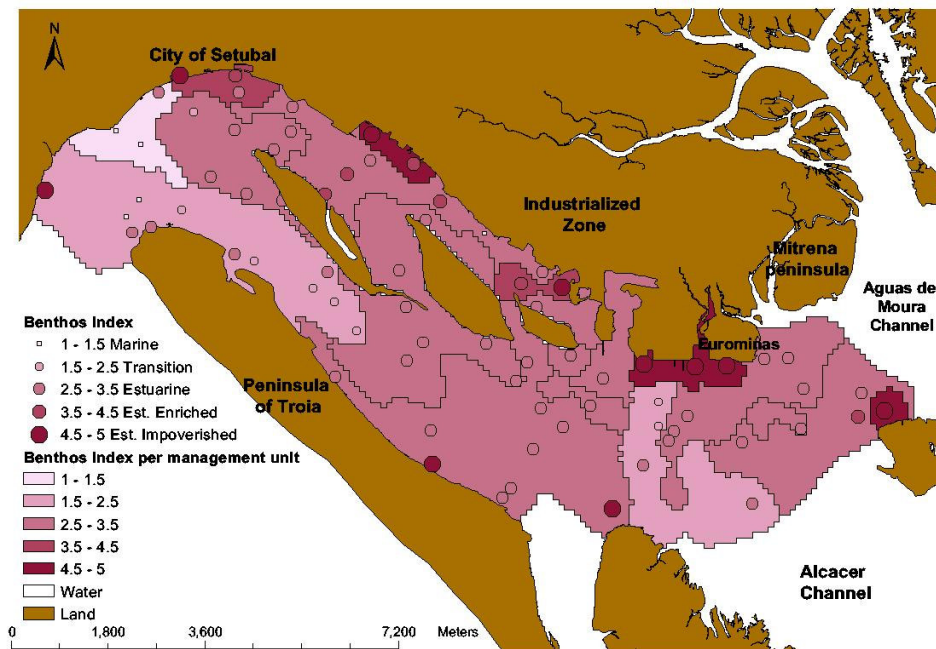 N
City of Setubal
Industrialized
Zone
Mitrena
peninsula
Aguas de
Moura
Channel
Eurominas
Peninsula
of Troia
Alcacer
Channel
Benthos Index
1 - 1.5 Marine
1.5 - 2.5 Transition
2.5 - 3.5 Estuarine
3.5 - 4.5 Est. Enriched
4.5 - 5 Est. Impoverished
Benthos Index per management unit
1 - 1.5
1.5 - 2.5
2.5 - 3.5
3.5 - 4.5
4.5 - 5
Water
Land
0 1,800 3,600 7,200 Meters